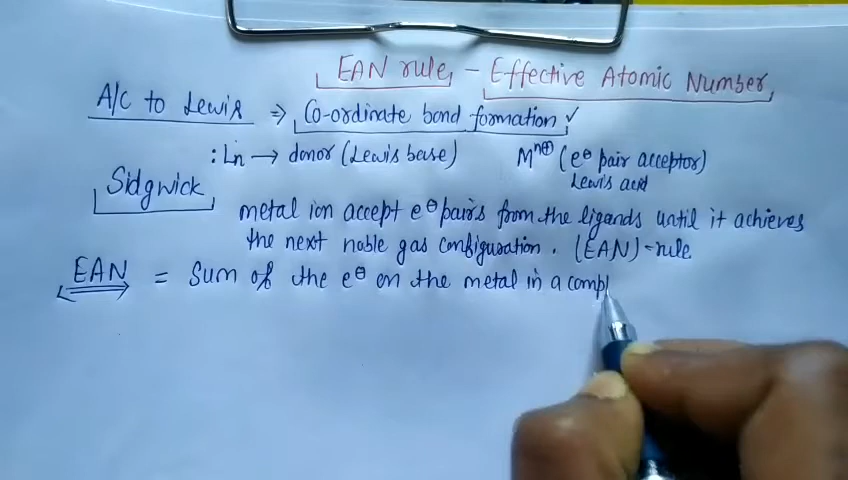 EAN rule, - Effective Atomic Number,
A/C to Lewis ⇒ Co-ordinate bond formation ✓
:Ln → donor (Lewis base) Mn⊕ (e⊖ pair acceptor)
Lewis acid
Sidgwick
metal ion accept e⊖ pairs from the ligands until it achieves
the next noble gas configuration. (EAN)-rule
EAN = Sum of the e⊖ on the metal in a compl